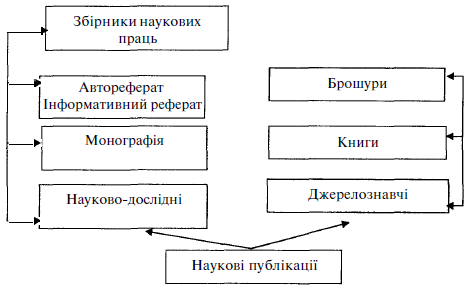 Збірники наукових
праць
Автореферат
Інформативний реферат
Монографія
Науково-дослідні
Брошури
Книги
Джерелознавчі
Наукові публікації